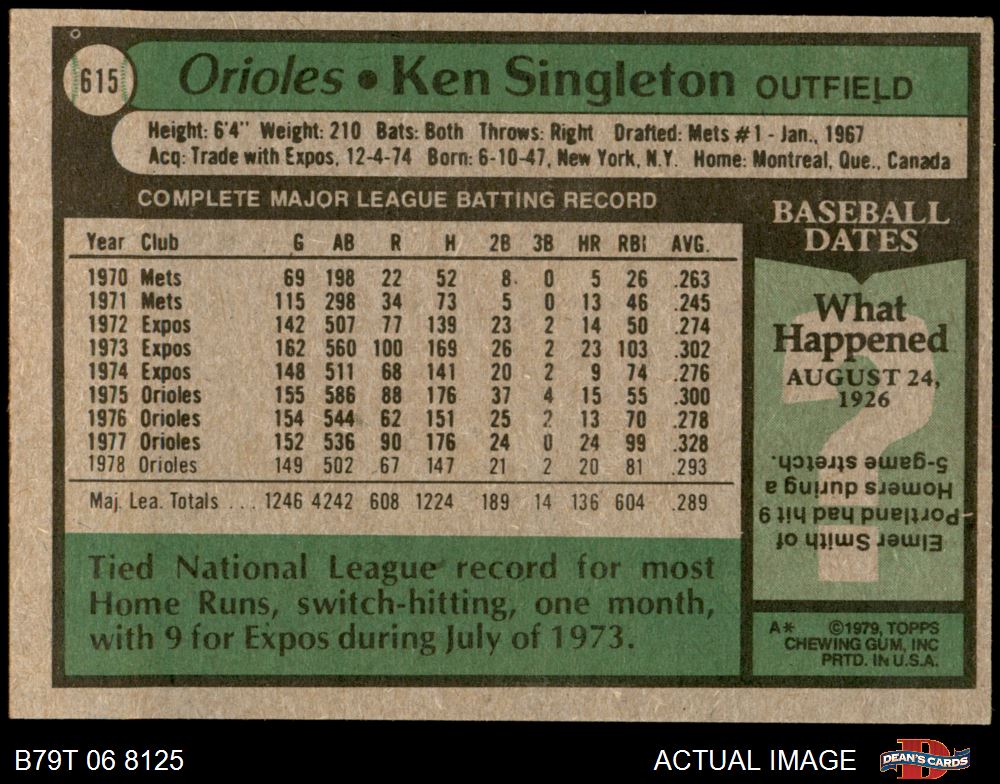 615 Orioles • Ken Singleton OUTFIELD
Height: 6'4" Weight: 210 Bats: Both Throws: Right Drafted: Mets #1 - Jan., 1967
Acq: Trade with Expos, 12-4-74 Born: 6-10-47, New York, N.Y. Home: Montreal, Que., Canada
COMPLETE MAJOR LEAGUE BATTING RECORD
Year Club G AB R H 2B 3B HR RBI AVG.
1970 Mets 69 198 22 52 8 0 5 26 .263
1971 Mets 115 298 34 73 5 0 13 46 .245
1972 Expos 142 507 77 139 23 2 14 50 .274
1973 Expos 162 560 100 169 26 2 23 103 .302
1974 Expos 148 511 68 141 20 2 9 74 .276
1975 Orioles 155 586 88 176 37 4 15 55 .300
1976 Orioles 154 544 62 151 25 2 13 70 .278
1977 Orioles 152 536 90 176 24 0 24 99 .328
1978 Orioles 149 502 67 147 21 2 20 81 .293
Maj. Lea. Totals ... 1246 4242 608 1224 189 14 136 604 .289
Tied National League record for most
Home Runs, switch-hitting, one month,
with 9 for Expos during July of 1973.
BASEBALL
DATES
What
Happened
AUGUST 24,
1926
?
Elmer Smith of
Portland had hit 9
Homers during a
5-game stretch.
A* ©1979, TOPPS
CHEWING GUM, INC
PRTD. IN U.S.A.
B79T 06 8125
ACTUAL IMAGE
D
DEAN'S CARDS